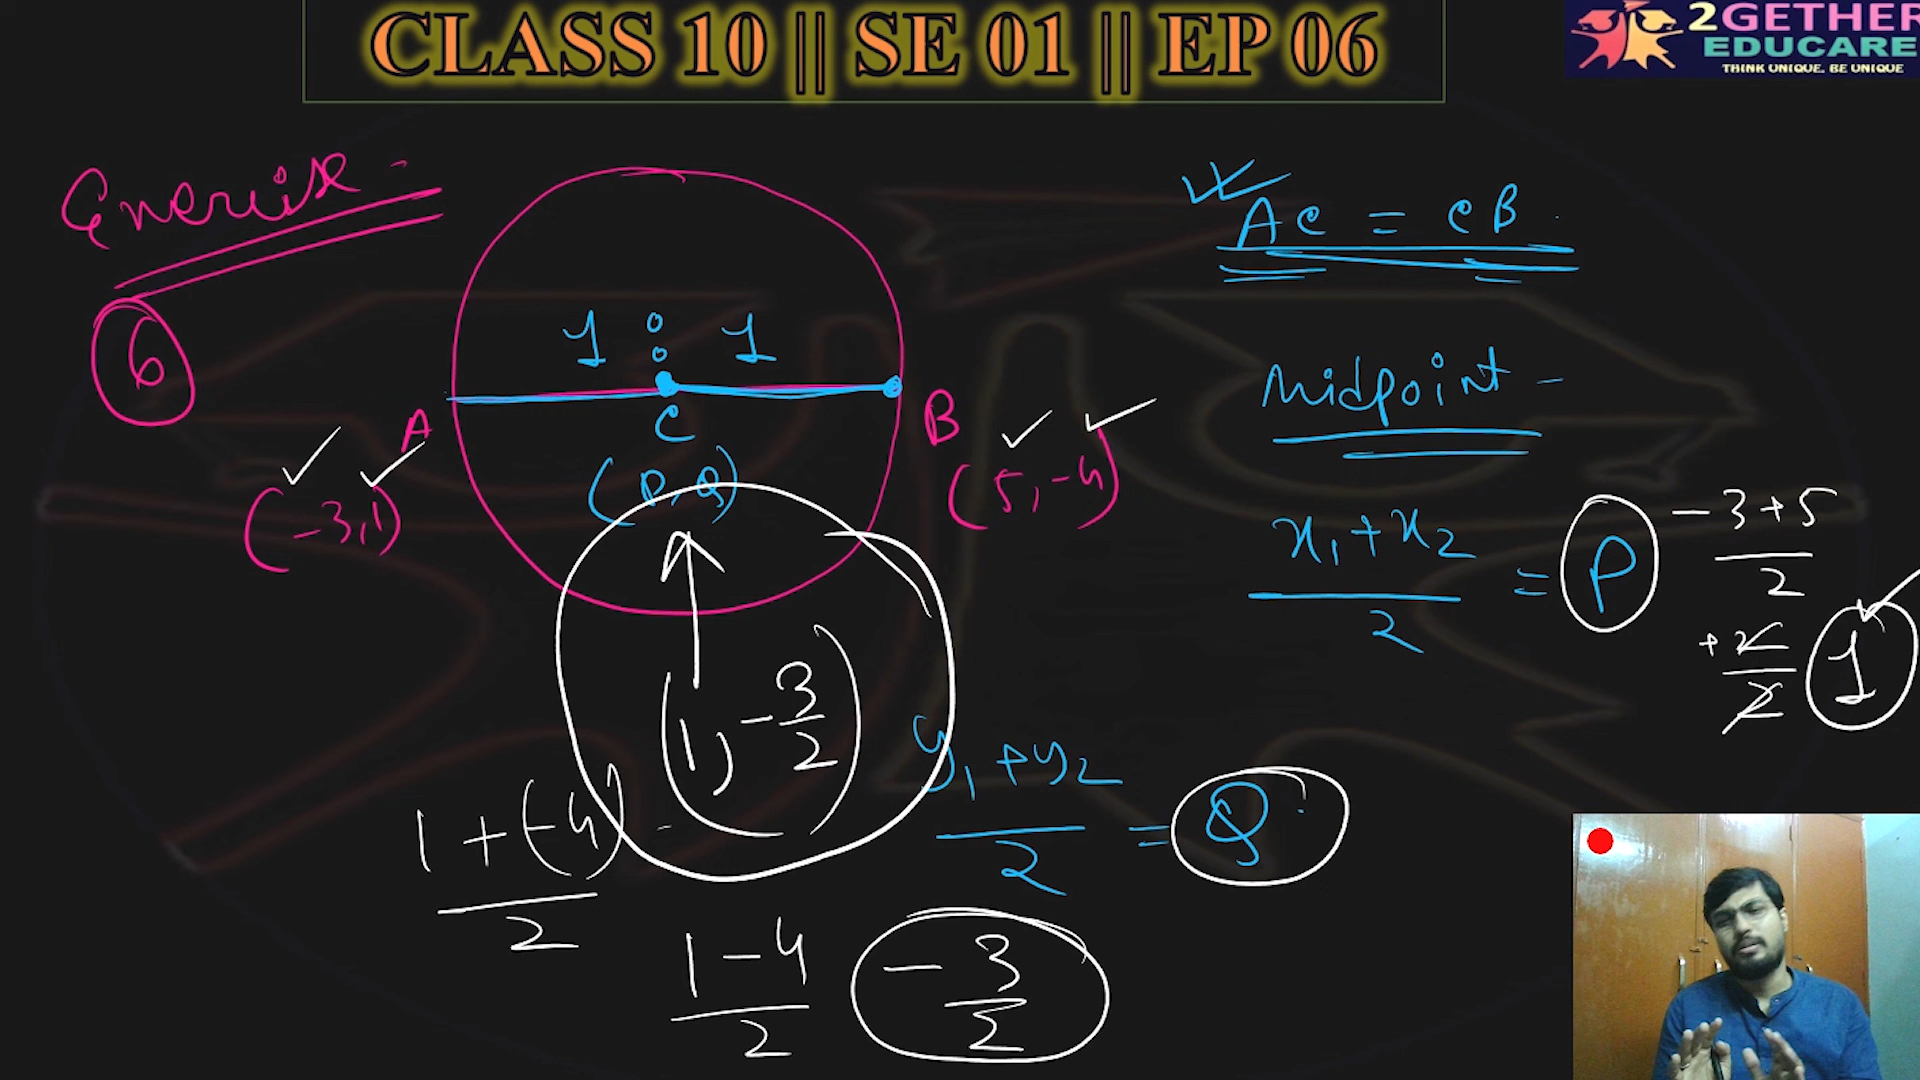 CLASS 10 || SE 01 || EP 06
2GETHER
EDUCARE
THINK UNIQUE, BE UNIQUE
Exercise -
6
1 : 1
A
C
B
(-3,1)
(P,Q)
(5,-4)
AC = CB
Midpoint -
x₁+x₂/2 = P
-3+5/2
+2/2 1
(1, -3/2)
y₁+y₂/2 = Q
1+(-4)/2
1-4/2
-3/2